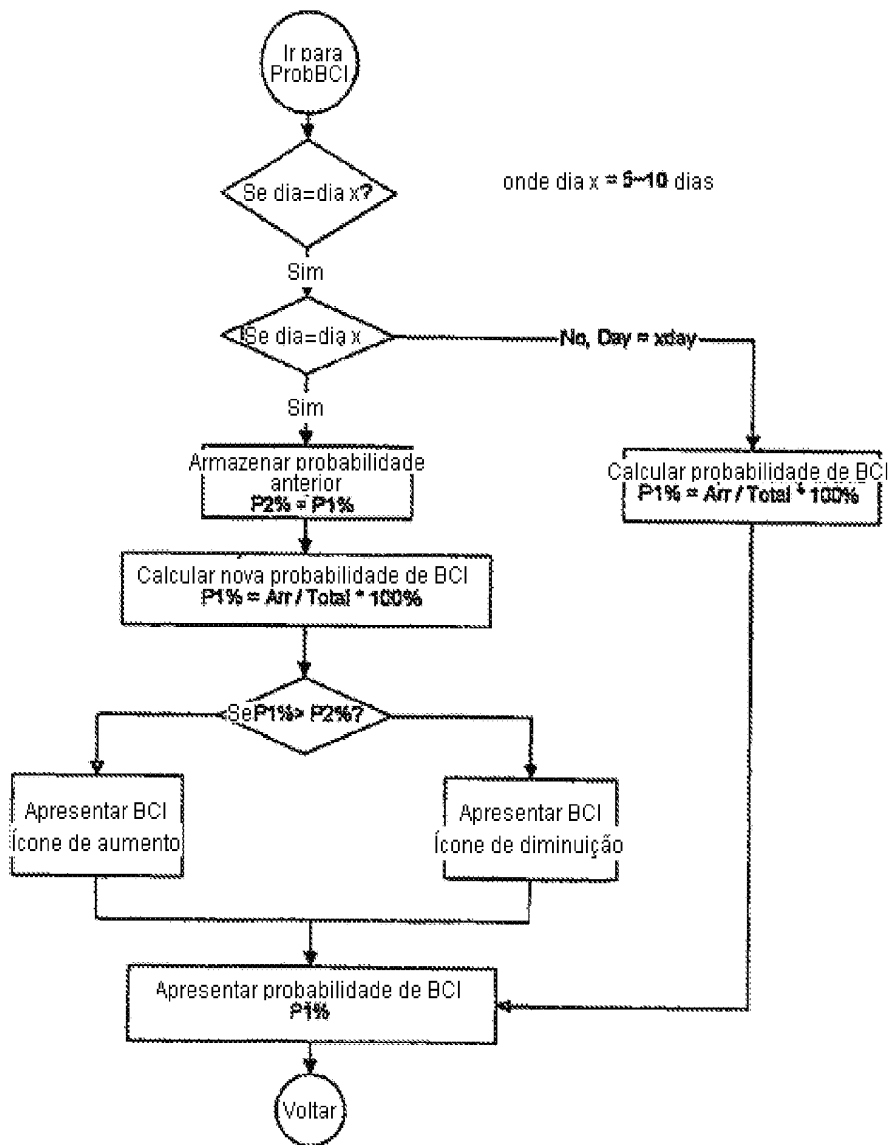 Ir para
ProbBCI
Se dia=dia x?
onde dia x = 5~10 dias
Sim
Se dia=dia x
No, Day = xday
Sim
Armazenar probabilidade
anterior
P2% = P1%
Calcular probabilidade de BCI
P1% = Arr / Total * 100%
Calcular nova probabilidade de BCI
P1% = Arr / Total * 100%
Se P1%> P2%?
Apresentar BCI
Ícone de aumento
Apresentar BCI
Ícone de diminuição
Apresentar probabilidade de BCI
P1%
Voltar